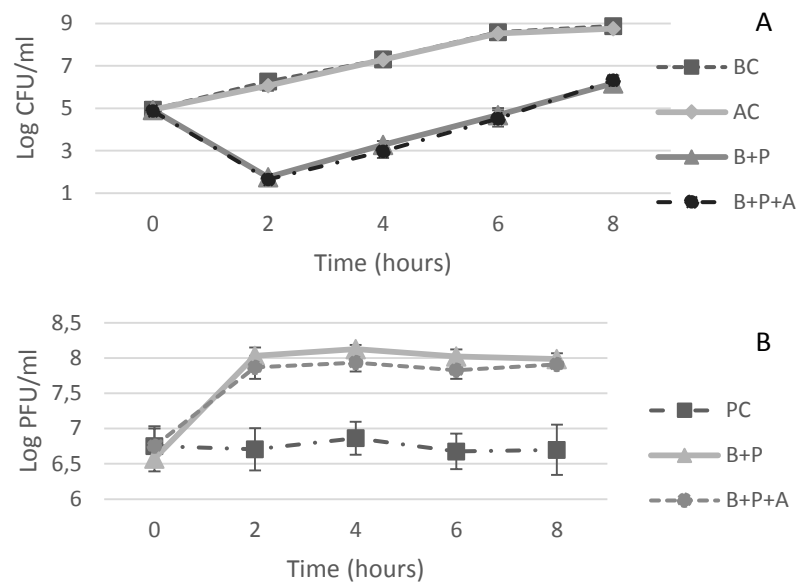 A
Log CFU/ml
9
7
5
3
1
0 2 4 6 8
Time (hours)
BC
AC
B+P
B+P+A
B
Log PFU/ml
8,5
8
7,5
7
6,5
6
0 2 4 6 8
Time (hours)
PC
B+P
B+P+A